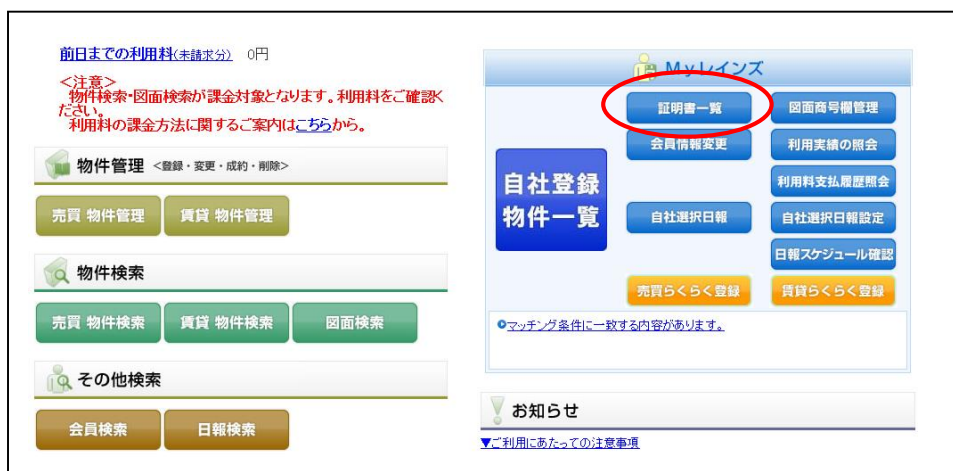 前日までの利用料(未請求分) 0円
＜注意＞
物件検索・図面検索が課金対象となります。利用料をご確認く
ださい。
利用料の課金方法に関するご案内はこちらから。
物件管理 <登録・変更・成約・削除>
売買 物件管理 賃貸 物件管理
物件検索
売買 物件検索 賃貸 物件検索 図面検索
その他検索
会員検索 日報検索
Myレインズ
証明書一覧 図面商号欄管理
会員情報変更 利用実績の照会
自社登録
物件一覧
利用料支払履歴照会
自社選択日報 自社選択日報設定
日報スケジュール確認
売買らくらく登録 賃貸らくらく登録
マッチング条件に一致する内容があります。
お知らせ
▼ご利用にあたっての注意事項